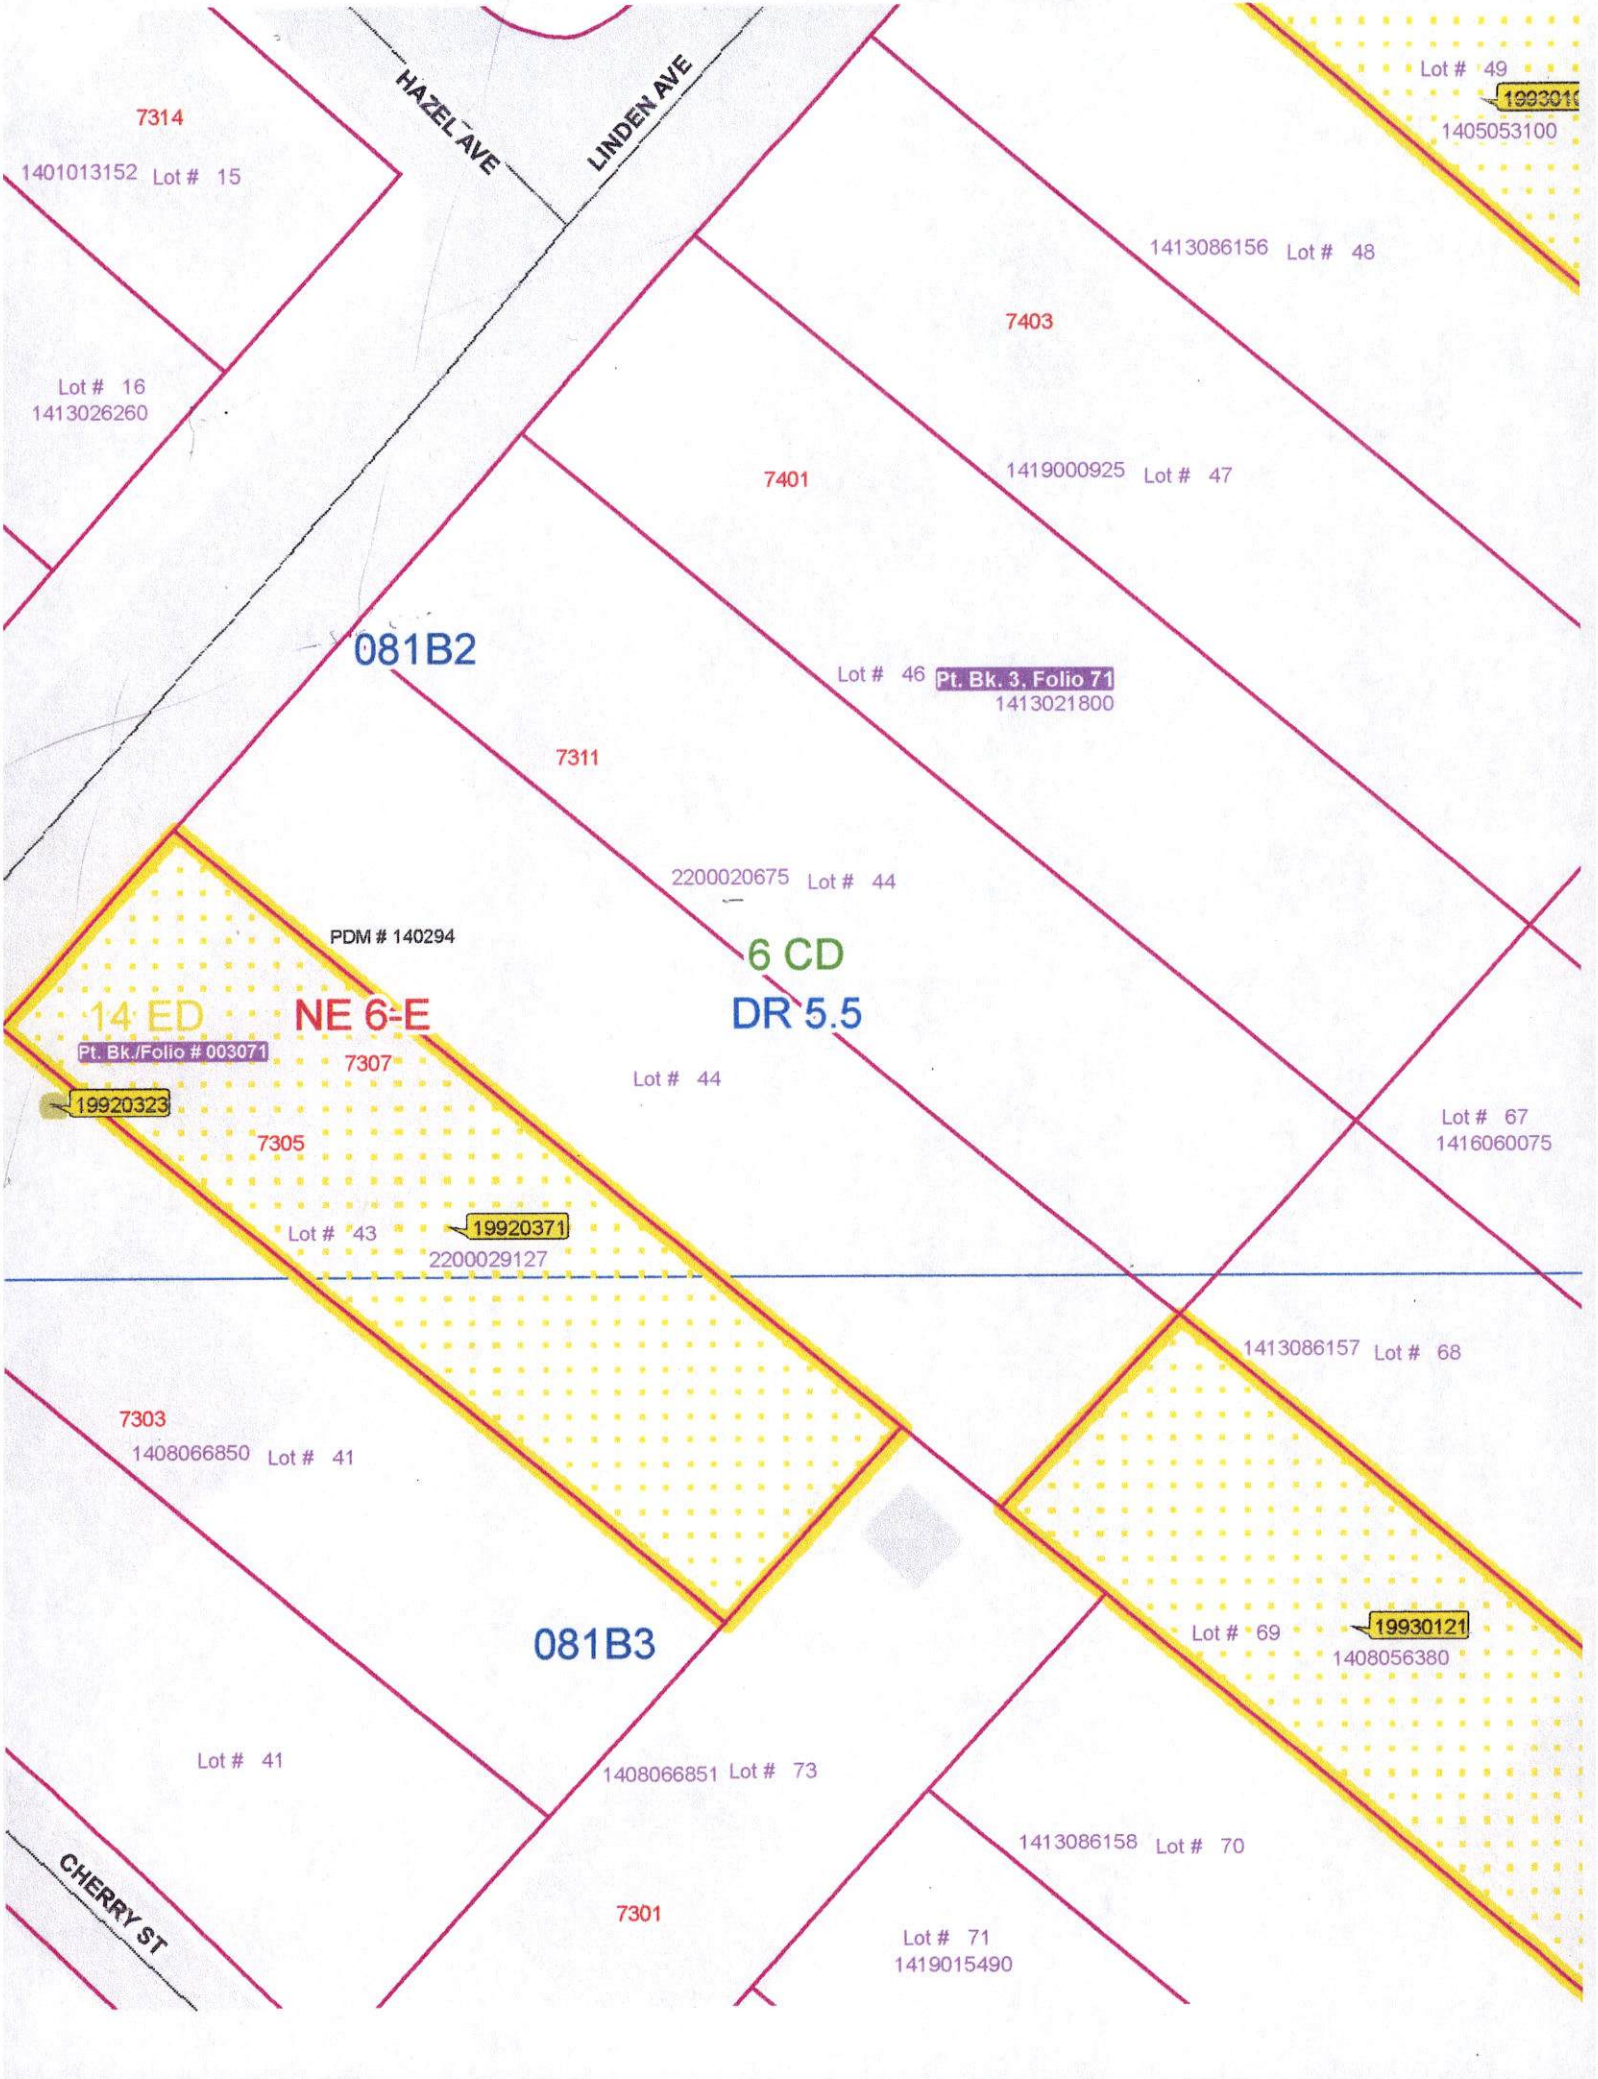 HAZEL AVE
LINDEN AVE
Lot # 49
1405053100
7314
1401013152 Lot # 15
1413086156 Lot # 48
7403
Lot # 16
1413026260
7401
1419000925 Lot # 47
081B2
Lot # 46 Pt. Bk. 3, Folio 71
1413021800
7311
2200020675 Lot # 44
PDM # 140294
6 CD
14 ED NE 6-E DR 5.5
Pt. Bk./Folio # 003071
7307
Lot # 44
19920323
Lot # 67
1416060075
7305
19920371
Lot # 43
2200029127
1413086157 Lot # 68
7303
1408066850 Lot # 41
19930121
Lot # 69
1408056380
081B3
Lot # 41
1408066851 Lot # 73
1413086158 Lot # 70
CHERRY ST
7301
Lot # 71
1419015490